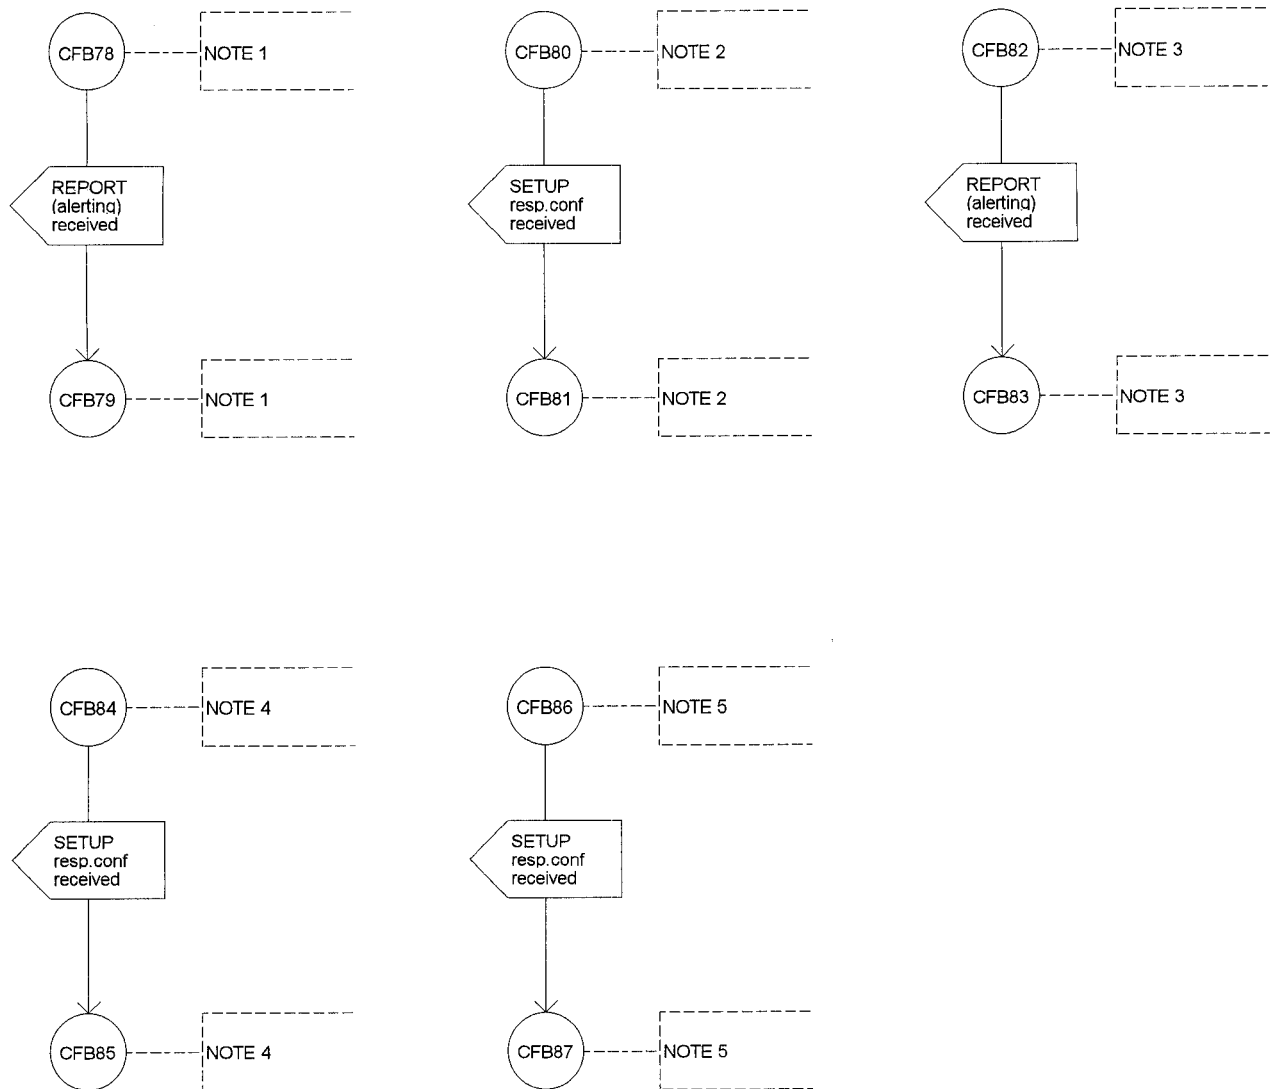 CFB78
NOTE 1
REPORT
(alerting)
received
CFB79
NOTE 1
CFB80
NOTE 2
SETUP
resp.conf
received
CFB81
NOTE 2
CFB82
NOTE 3
REPORT
(alerting)
received
CFB83
NOTE 3
CFB84
NOTE 4
SETUP
resp.conf
received
CFB85
NOTE 4
CFB86
NOTE 5
SETUP
resp.conf
received
CFB87
NOTE 5